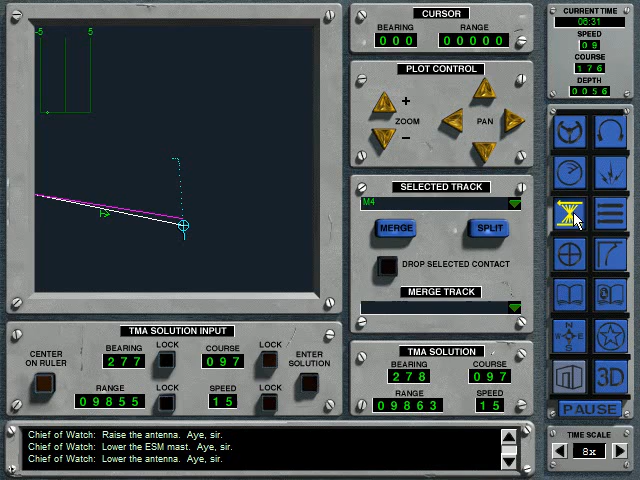 -5 5
CURSOR
BEARING RANGE
000 00000
PLOT CONTROL
+
ZOOM PAN
−
SELECTED TRACK
M4
MERGE SPLIT
DROP SELECTED CONTACT
MERGE TRACK
TMA SOLUTION INPUT
CENTER ON RULER
BEARING LOCK COURSE LOCK
277 097
ENTER SOLUTION
RANGE LOCK SPEED LOCK
09855 15
TMA SOLUTION
BEARING COURSE
278 097
RANGE SPEED
09863 15
Chief of Watch: Raise the antenna. Aye, sir.
Chief of Watch: Lower the ESM mast. Aye, sir.
Chief of Watch: Lower the antenna. Aye, sir.
CURRENT TIME
06:31
SPEED
09
COURSE
176
DEPTH
0056
N
W E
S
3D
PAUSE
TIME SCALE
8x